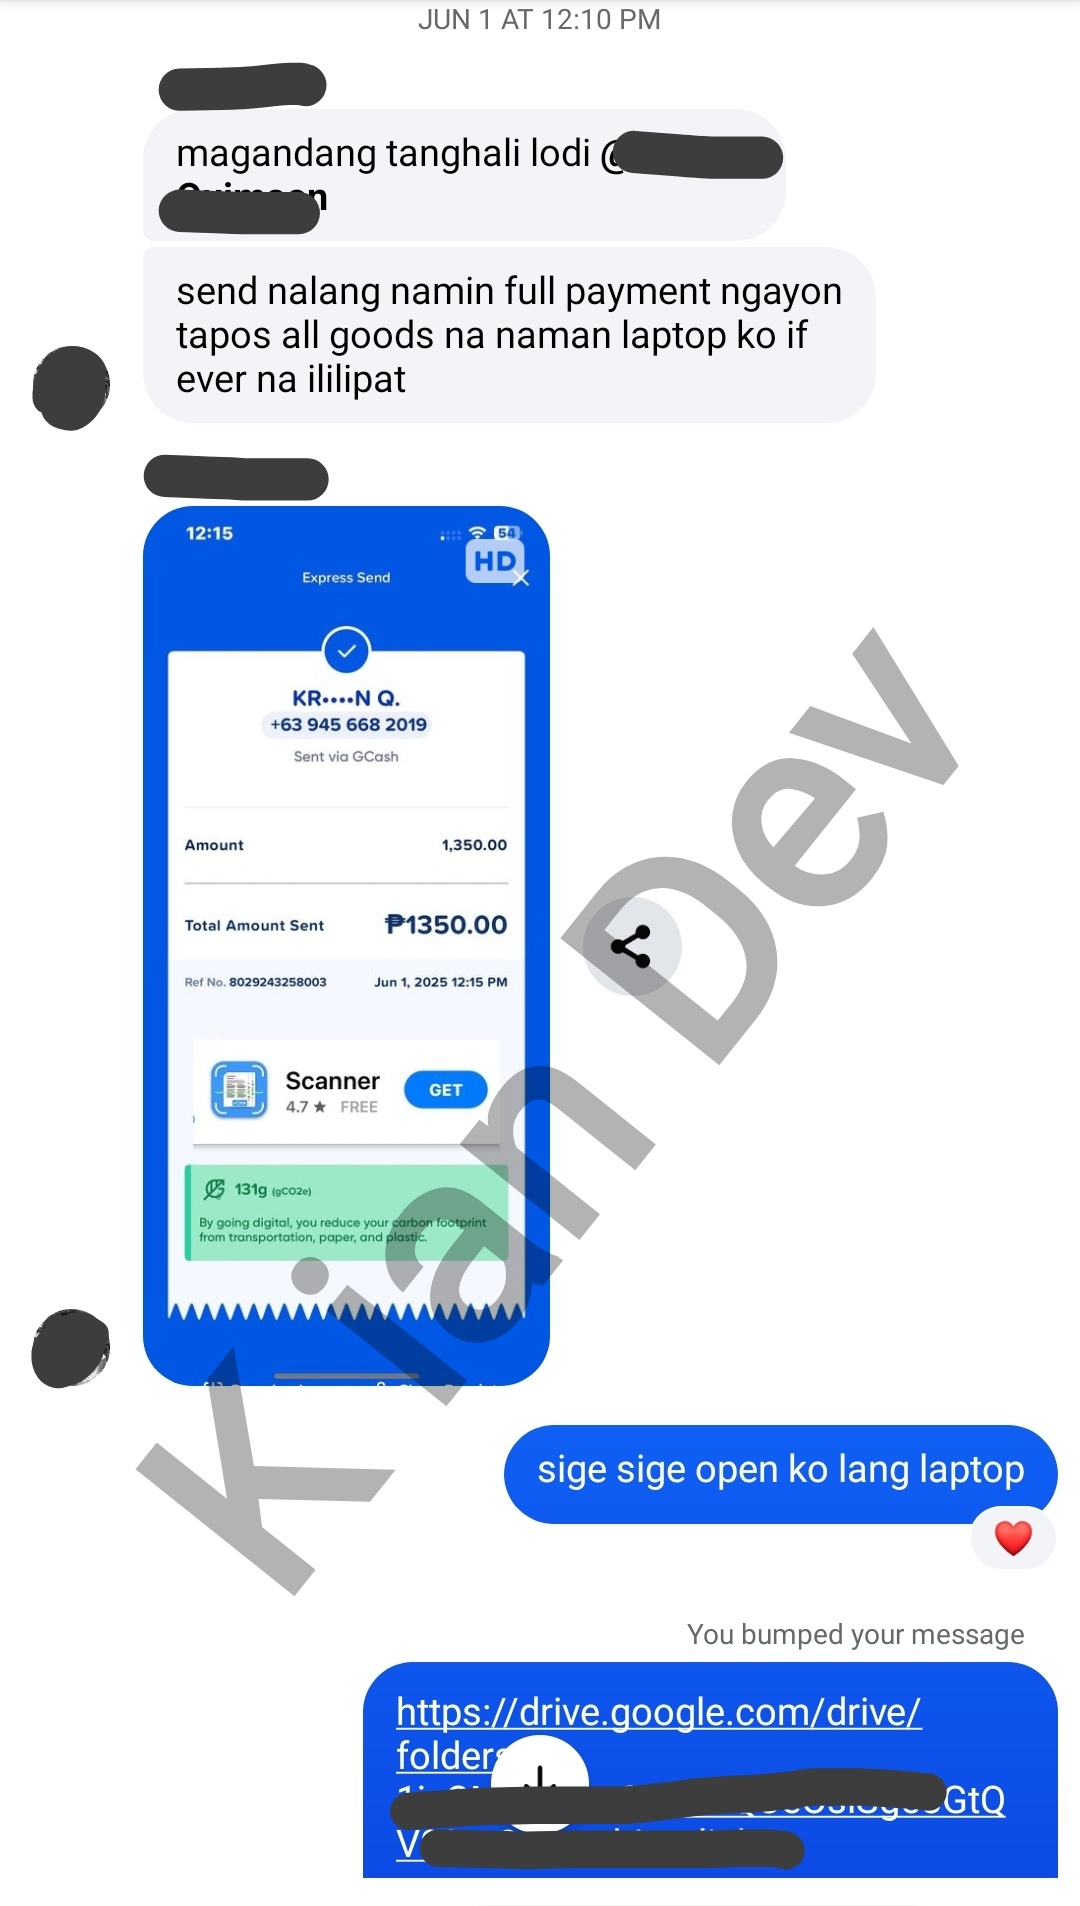 JUN 1 AT 12:10 PM
magandang tanghali lodi @
send nalang namin full payment ngayon
tapos all goods na naman laptop ko if
ever na ililipat
12:15
54
HD
Express Send
KR••••N Q.
+63 945 668 2019
Sent via GCash
Amount 1,350.00
Total Amount Sent ₱1350.00
Ref No. 8029243258003 Jun 1, 2025 12:15 PM
Scanner
4.7 ★ FREE
GET
131g (gCO2e)
By going digital, you reduce your carbon footprint
from transportation, paper, and plastic.
Kian Dev
sige sige open ko lang laptop
You bumped your message
https://drive.google.com/drive/
folders
GtQ
V